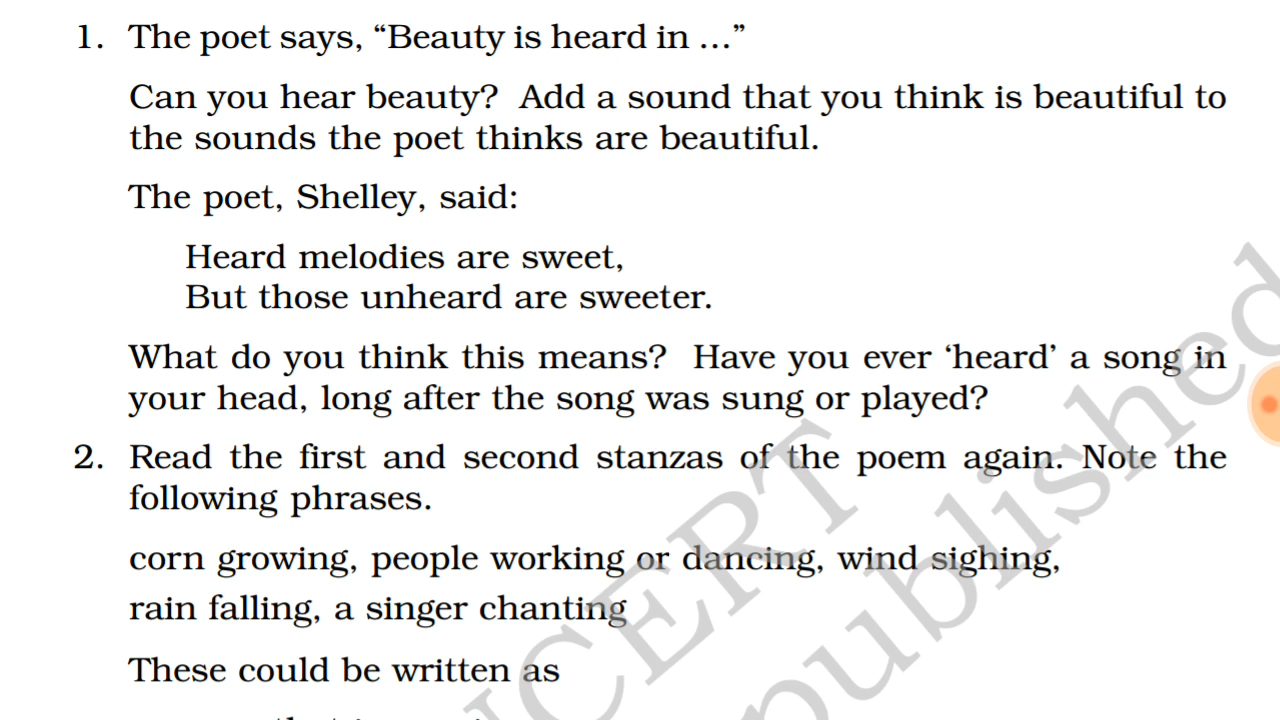 1. The poet says, “Beauty is heard in ...”
Can you hear beauty? Add a sound that you think is beautiful to
the sounds the poet thinks are beautiful.
The poet, Shelley, said:
Heard melodies are sweet,
But those unheard are sweeter.
What do you think this means? Have you ever ‘heard’ a song in
your head, long after the song was sung or played?
2. Read the first and second stanzas of the poem again. Note the
following phrases.
corn growing, people working or dancing, wind sighing,
rain falling, a singer chanting
These could be written as
NCERT
published